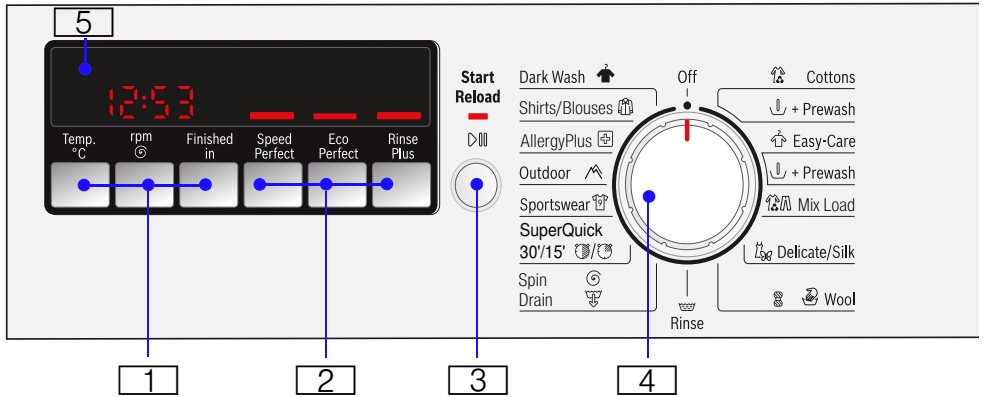 5
12:53
Temp.
°C
rpm
Finished
in
Speed
Perfect
Eco
Perfect
Rinse
Plus
Start
Reload
Dark Wash
Shirts/Blouses
AllergyPlus
Outdoor
Sportswear
SuperQuick
30'/15' /
Spin
Drain
Off
Cottons
+ Prewash
Easy-Care
+ Prewash
Mix Load
Delicate/Silk
Wool
Rinse
1
2
3
4